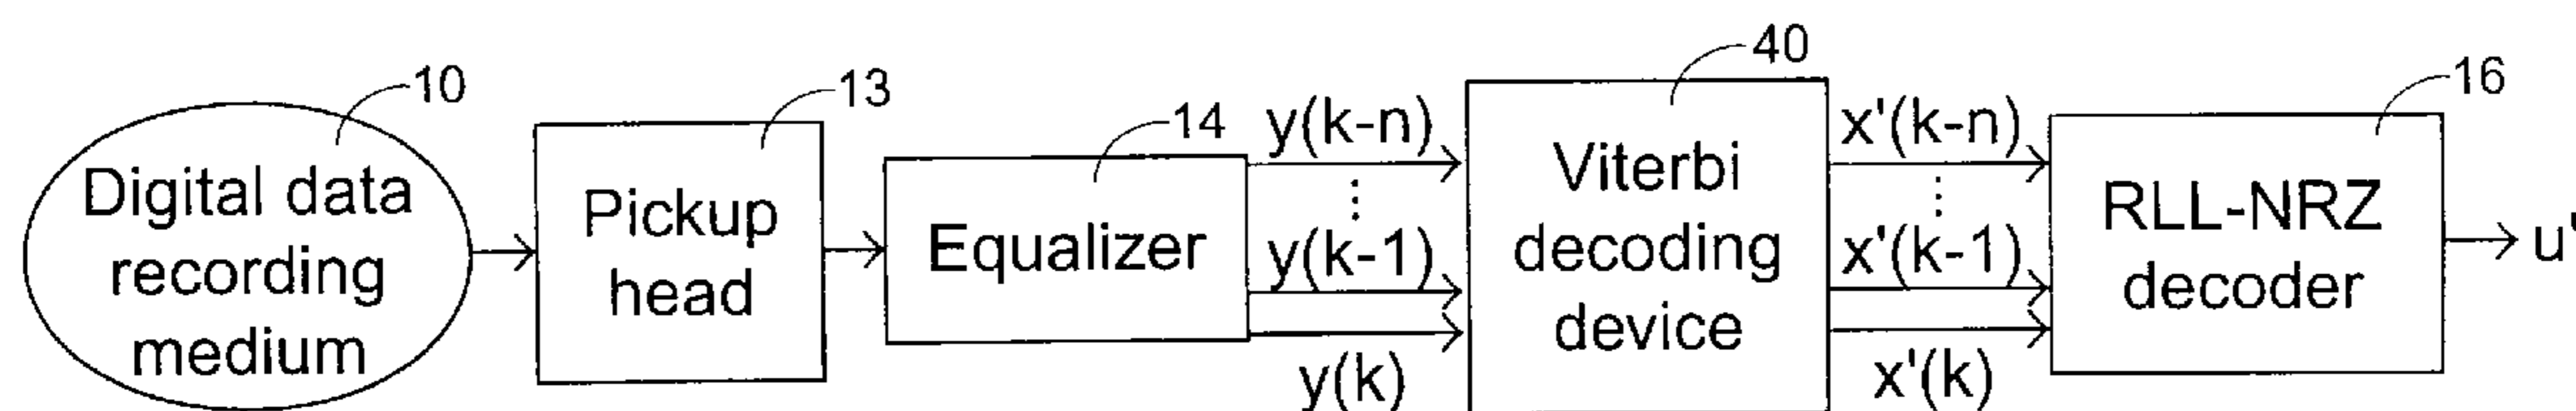 10
Digital data
recording
medium
13
Pickup
head
14
Equalizer
y(k-n)
⋮
y(k-1)
y(k)
40
Viterbi
decoding
device
x'(k-n)
⋮
x'(k-1)
x'(k)
16
RLL-NRZ
decoder
u'